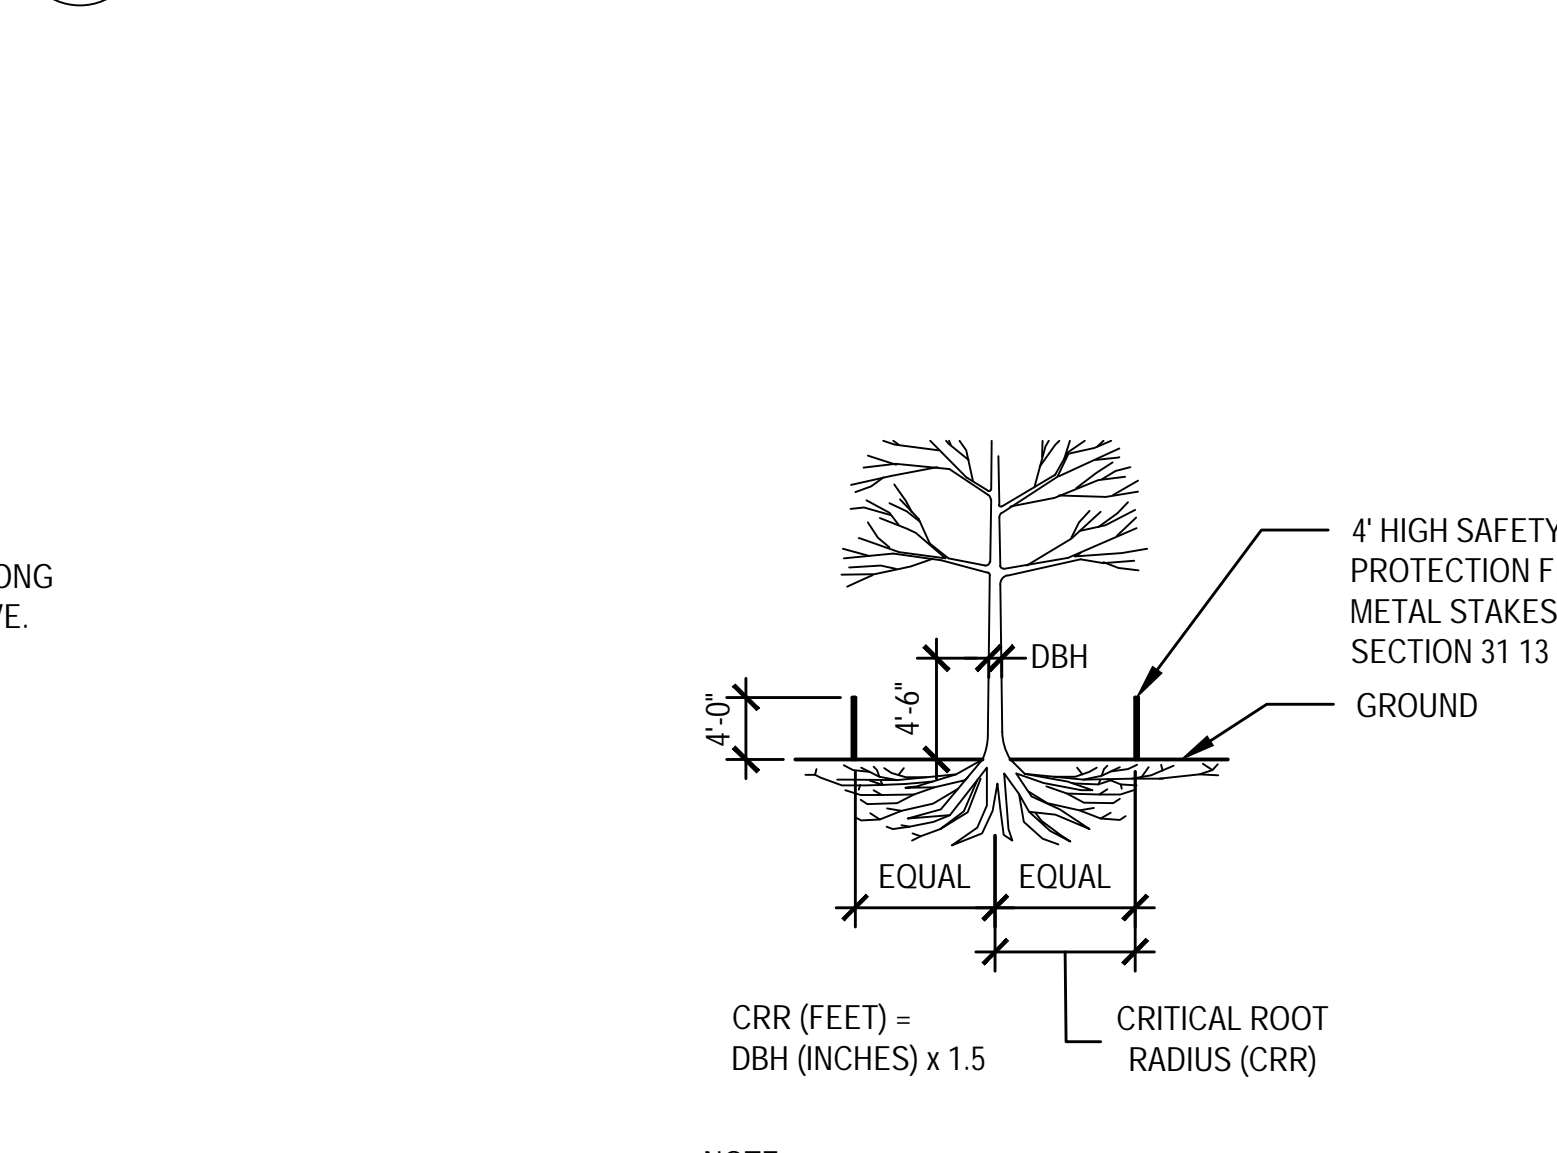 4' HIGH SAFETY
PROTECTION F
METAL STAKES
SECTION 31 13
GROUND
ONG
E.
DBH
4'-0"
4'-6"
EQUAL EQUAL
CRR (FEET) =
DBH (INCHES) x 1.5
CRITICAL ROOT
RADIUS (CRR)
NOTE